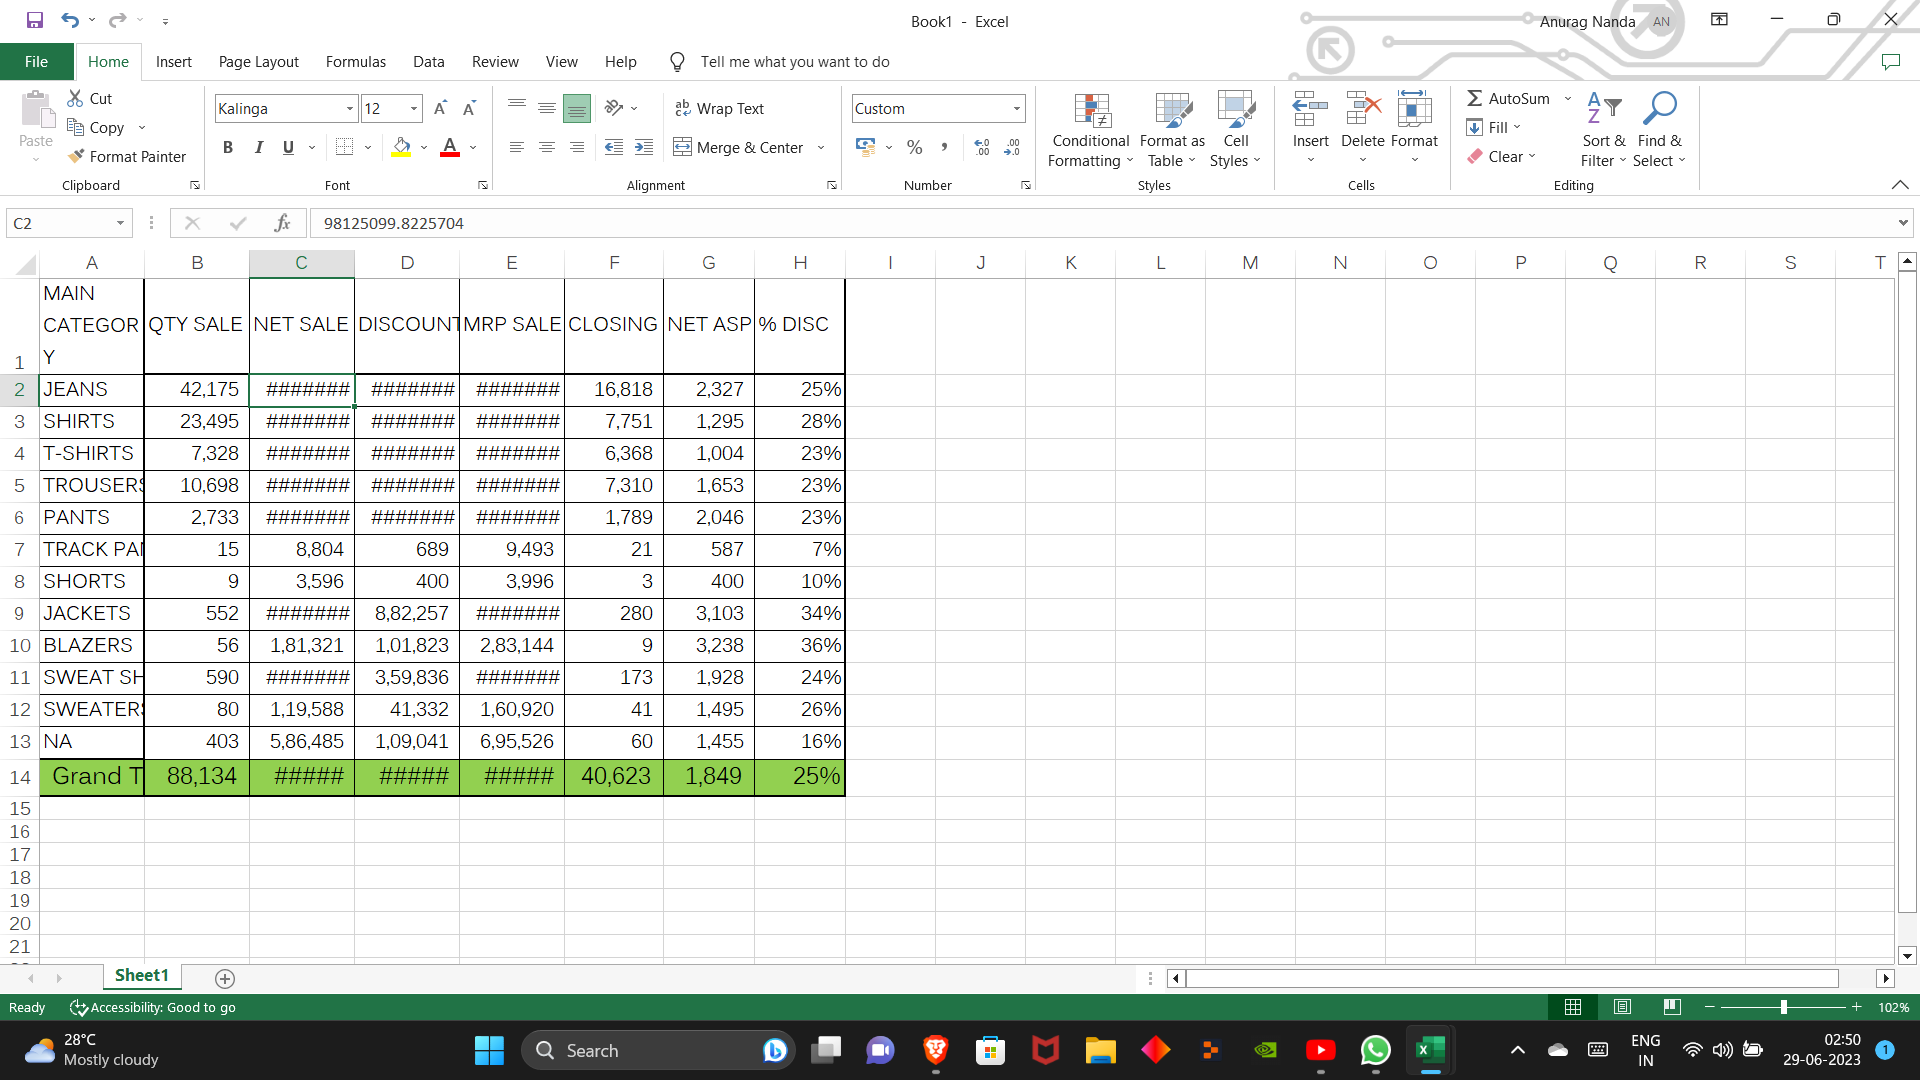 Book1 - Excel
Anurag Nanda AN
File Home Insert Page Layout Formulas Data Review View Help Tell me what you want to do
Paste
Cut
Copy
Format Painter
Clipboard
Kalinga 12
B I U
Font
Wrap Text
Merge & Center
Alignment
Custom
Number
Conditional Formatting
Format as Table
Cell Styles
Styles
Insert Delete Format
Cells
AutoSum
Fill
Clear
Sort & Filter
Find & Select
Editing
C2 fx 98125099.8225704
A B C D E F G H I J K L M N O P Q R S T
1 MAIN CATEGORY QTY SALE NET SALE DISCOUNT MRP SALE CLOSING NET ASP % DISC
2 JEANS 42,175 ####### ####### ####### 16,818 2,327 25%
3 SHIRTS 23,495 ####### ####### ####### 7,751 1,295 28%
4 T-SHIRTS 7,328 ####### ####### ####### 6,368 1,004 23%
5 TROUSERS 10,698 ####### ####### ####### 7,310 1,653 23%
6 PANTS 2,733 ####### ####### ####### 1,789 2,046 23%
7 TRACK PA 15 8,804 689 9,493 21 587 7%
8 SHORTS 9 3,596 400 3,996 3 400 10%
9 JACKETS 552 ####### 8,82,257 ####### 280 3,103 34%
10 BLAZERS 56 1,81,321 1,01,823 2,83,144 9 3,238 36%
11 SWEAT SH 590 ####### 3,59,836 ####### 173 1,928 24%
12 SWEATERS 80 1,19,588 41,332 1,60,920 41 1,495 26%
13 NA 403 5,86,485 1,09,041 6,95,526 60 1,455 16%
14 Grand T 88,134 ##### ##### ##### 40,623 1,849 25%
15
16
17
18
19
20
21
Sheet1
Ready Accessibility: Good to go 102%
28°C
Mostly cloudy
Search
ENG
IN
02:50
29-06-2023
1